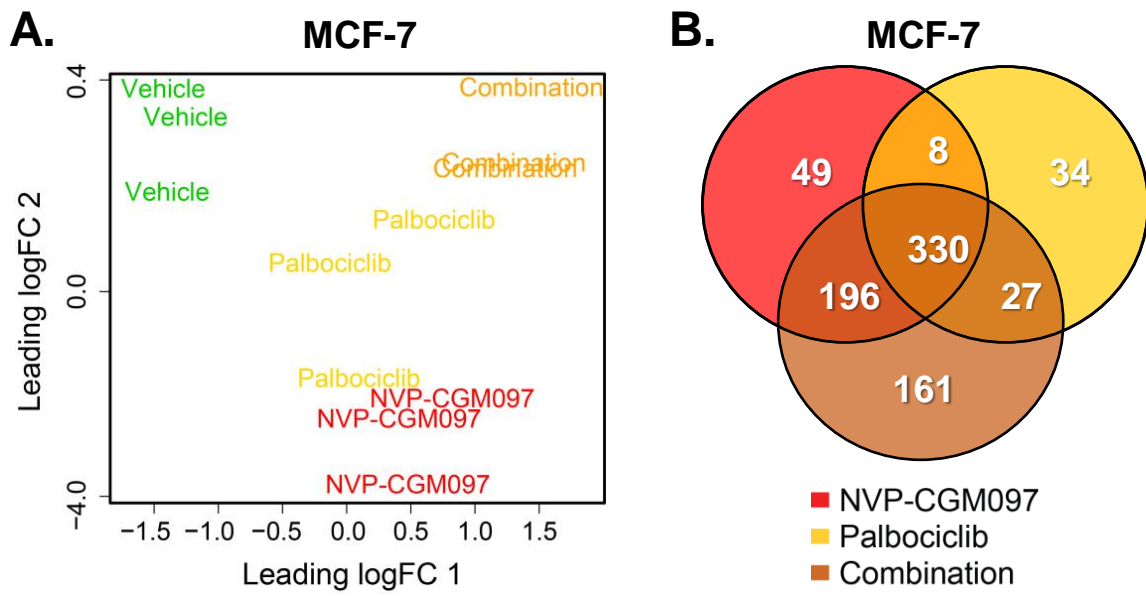 A.
MCF-7
Vehicle
Vehicle
Vehicle
Combination
Combination
Combination
Palbociclib
Palbociclib
Palbociclib
NVP-CGM097
NVP-CGM097
NVP-CGM097
0.4
0.0
−4.0
Leading logFC 2
−1.5 −1.0 −0.5 0.0 0.5 1.0 1.5
Leading logFC 1
B.
MCF-7
49
8
34
330
196
27
161
NVP-CGM097
Palbociclib
Combination